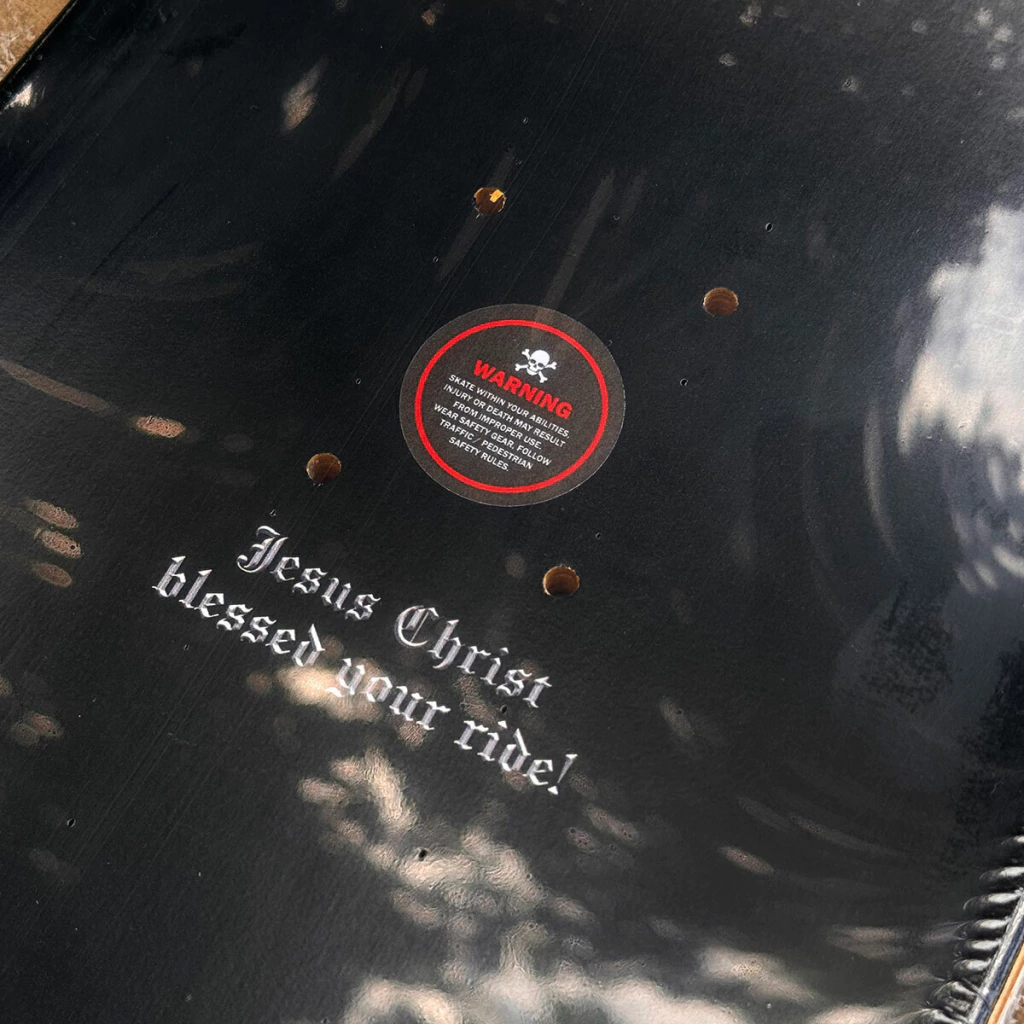 WARNING
SKATE WITHIN YOUR ABILITIES.
INJURY OR DEATH MAY RESULT
FROM IMPROPER USE.
WEAR SAFETY GEAR. FOLLOW
TRAFFIC / PEDESTRIAN
SAFETY RULES.
Jesus Christ
blessed your ride!